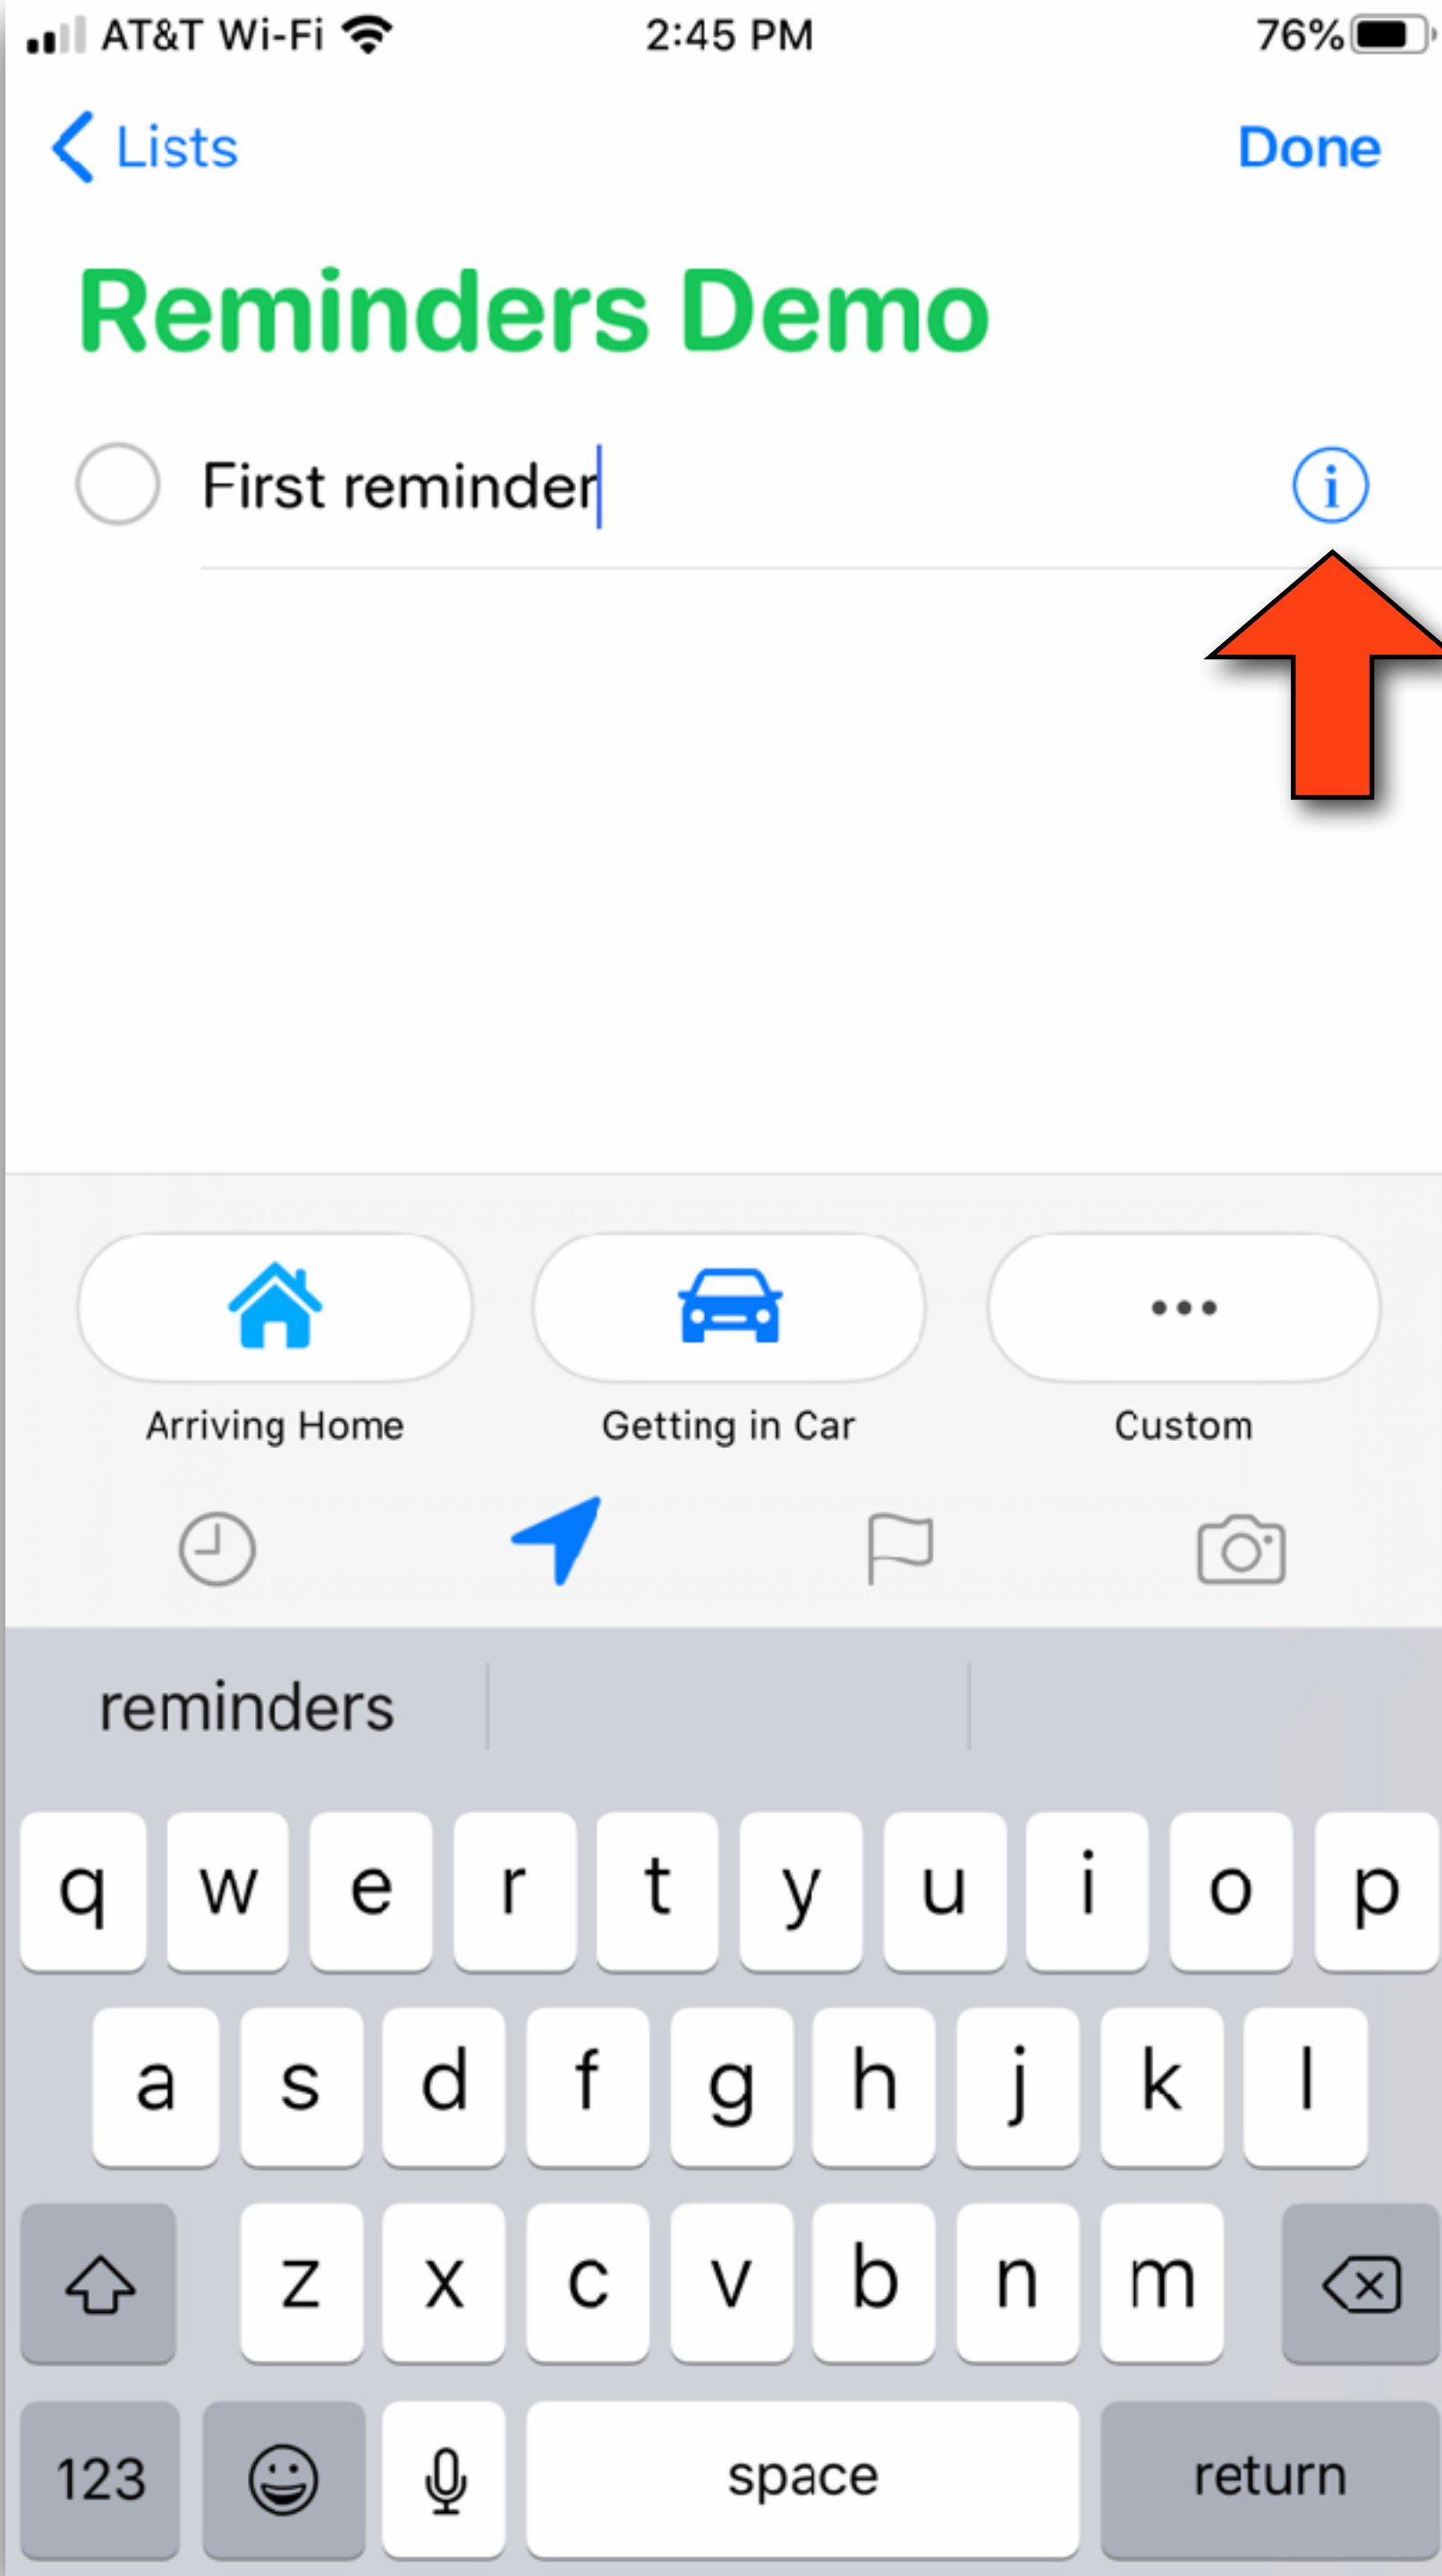 AT&T Wi-Fi 2:45 PM 76%
Lists Done
Reminders Demo
First reminder
Arriving Home Getting in Car Custom
reminders
q w e r t y u i o p
a s d f g h j k l
z x c v b n m
123 space return